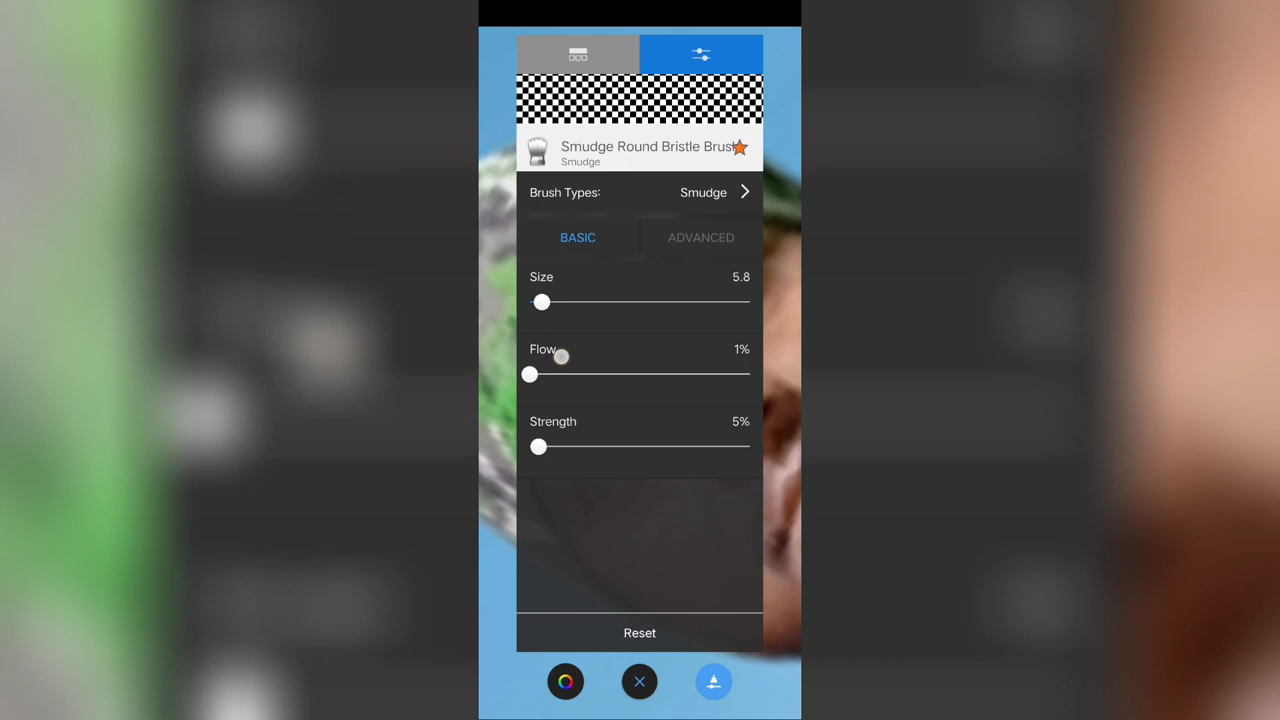 Smudge Round Bristle Brush
Smudge
Brush Types: Smudge
BASIC ADVANCED
Size 5.8
Flow 1%
Strength 5%
Reset